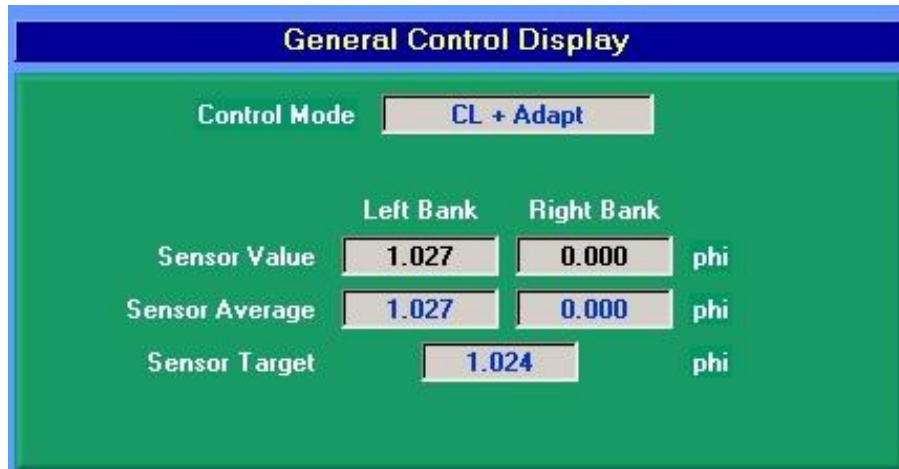 General Control Display
Control Mode CL + Adapt
Left Bank Right Bank
Sensor Value 1.027 0.000 phi
Sensor Average 1.027 0.000 phi
Sensor Target 1.024 phi